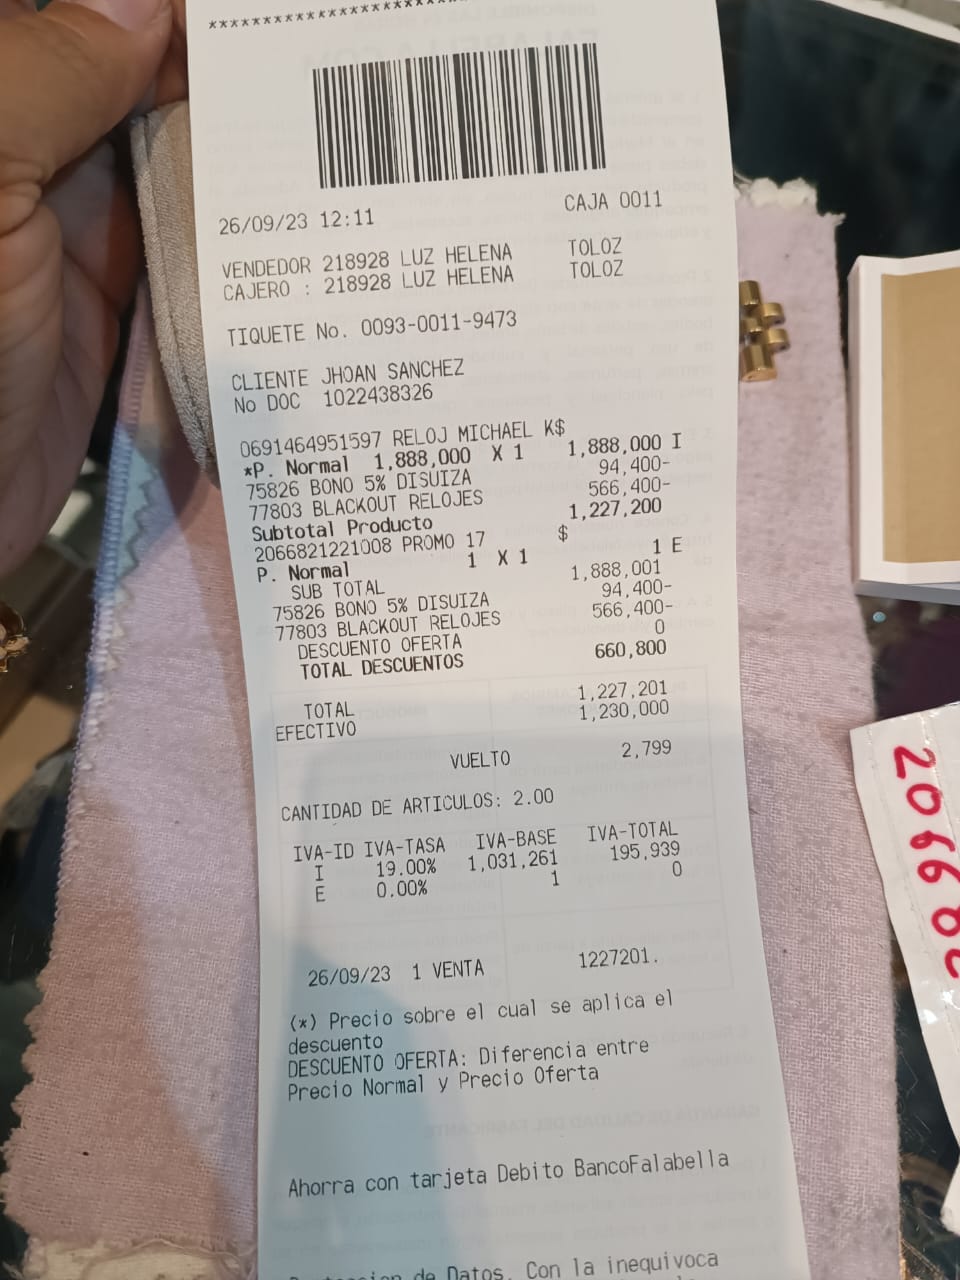 *************************
26/09/23 12:11 CAJA 0011
VENDEDOR 218928 LUZ HELENA TOLOZ
CAJERO : 218928 LUZ HELENA TOLOZ
TIQUETE No. 0093-0011-9473
CLIENTE JHOAN SANCHEZ
No DOC 1022438326
0691464951597 RELOJ MICHAEL K$
*P. Normal 1,888,000 X 1 1,888,000 I
75826 BONO 5% DISUIZA 94,400-
77803 BLACKOUT RELOJES 566,400-
Subtotal Producto 1,227,200
2066821221008 PROMO 17 $
P. Normal 1 X 1 1 E
SUB TOTAL 1,888,001
75826 BONO 5% DISUIZA 94,400-
77803 BLACKOUT RELOJES 566,400-
DESCUENTO OFERTA 0
TOTAL DESCUENTOS 660,800
TOTAL 1,227,201
EFECTIVO 1,230,000
VUELTO 2,799
CANTIDAD DE ARTICULOS: 2.00
IVA-ID IVA-TASA IVA-BASE IVA-TOTAL
I 19.00% 1,031,261 195,939
E 0.00% 1 0
26/09/23 1 VENTA 1227201.
(*) Precio sobre el cual se aplica el
descuento
DESCUENTO OFERTA: Diferencia entre
Precio Normal y Precio Oferta
Ahorra con tarjeta Debito BancoFalabella
de Datos. Con la inequivoca
20668